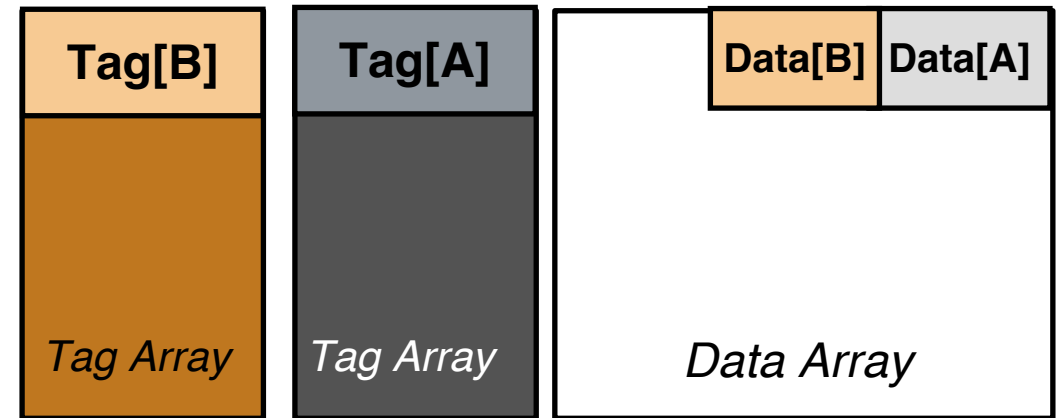 Tag[B]
Tag[A]
Data[B]
Data[A]
Tag Array
Tag Array
Data Array